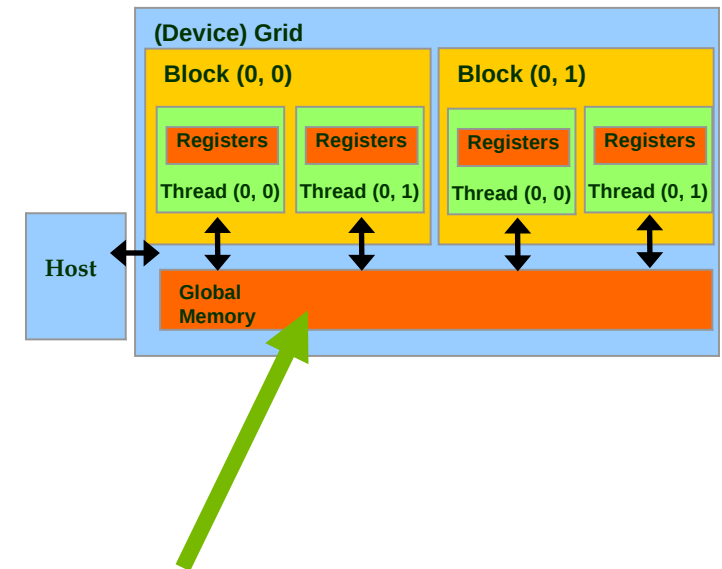 (Device) Grid
Block (0, 0)
Block (0, 1)
Registers
Registers
Registers
Registers
Thread (0, 0)
Thread (0, 1)
Thread (0, 0)
Thread (0, 1)
Host
Global
Memory